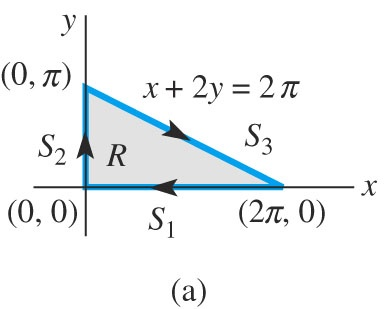 y
(0, π)
x + 2y = 2π
S₂
R
S₃
x
(0, 0)
S₁
(2π, 0)
(a)